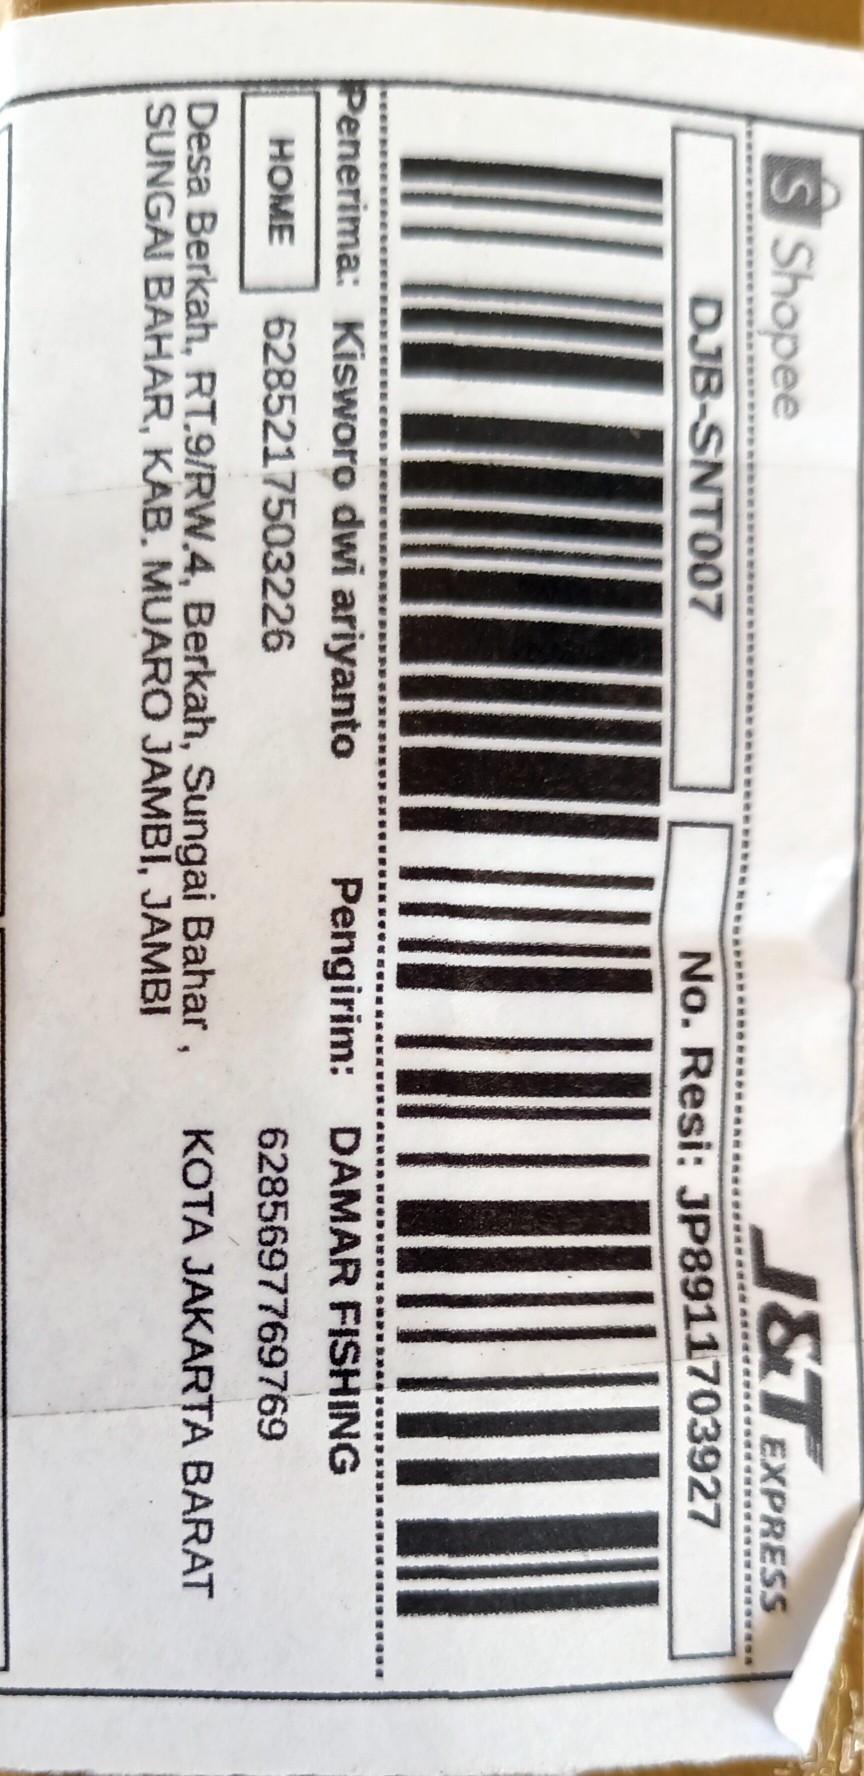 Shopee
J&T EXPRESS
DJB-SNT007
No. Resi: JP8911703927
Penerima: Kisworo dwi ariyanto
Pengirim: DAMAR FISHING
HOME
6285217503226
6285697769769
Desa Berkah, RT.9/RW.4, Berkah, Sungai Bahar ,
SUNGAI BAHAR, KAB. MUARO JAMBI, JAMBI
KOTA JAKARTA BARAT